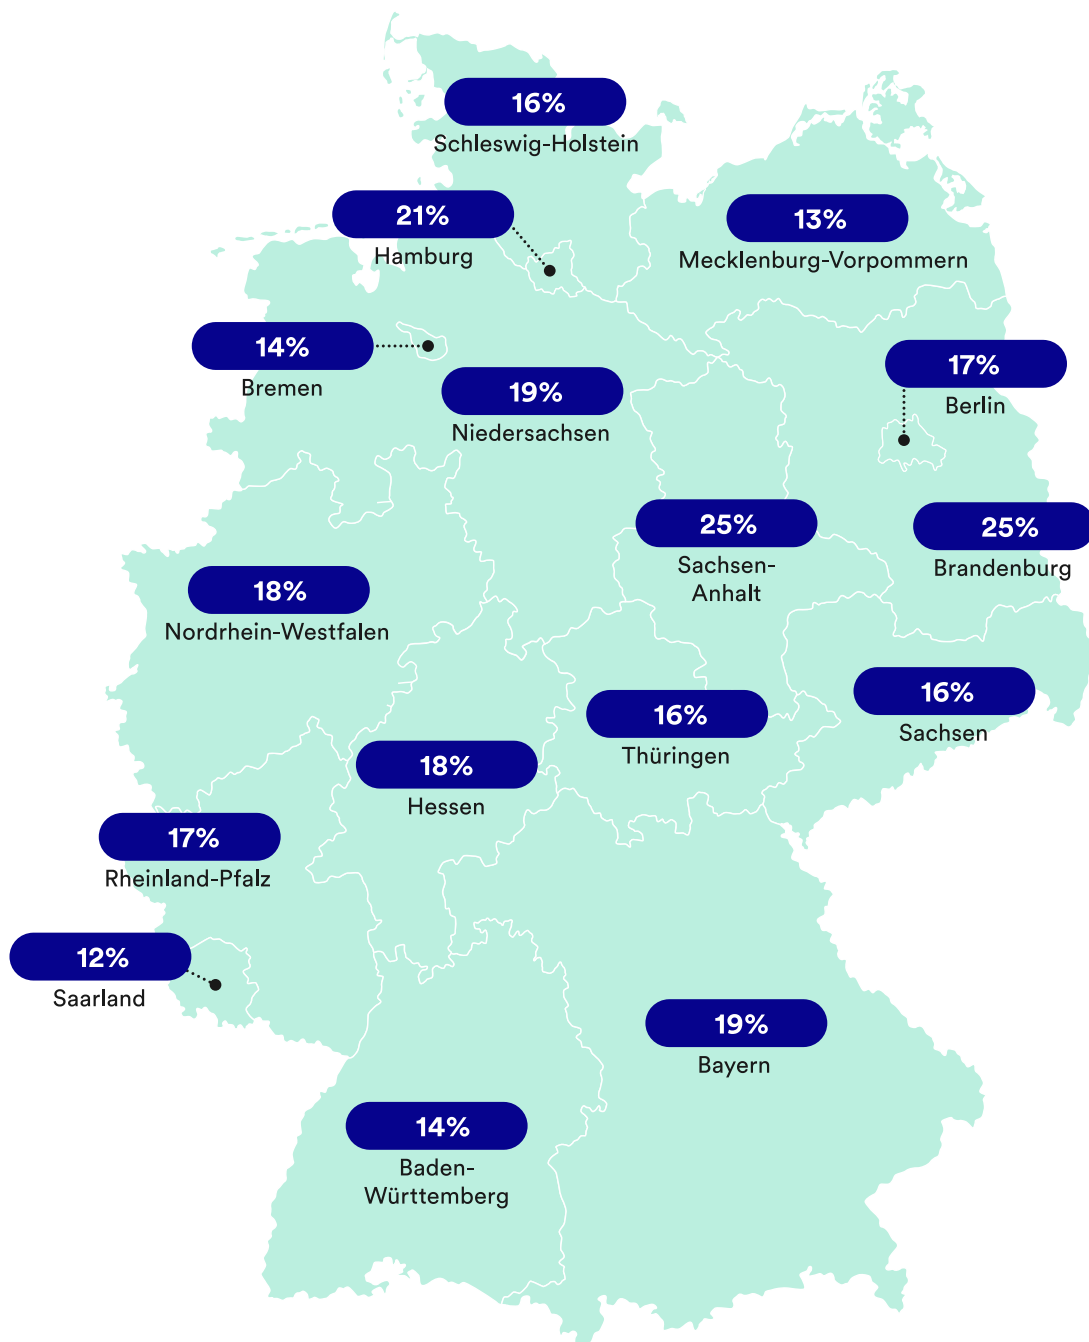 16%
Schleswig-Holstein
21%
Hamburg
13%
Mecklenburg-Vorpommern
14%
Bremen
19%
Niedersachsen
17%
Berlin
25%
Sachsen-
Anhalt
25%
Brandenburg
18%
Nordrhein-Westfalen
16%
Sachsen
16%
Thüringen
18%
Hessen
17%
Rheinland-Pfalz
12%
Saarland
19%
Bayern
14%
Baden-
Württemberg